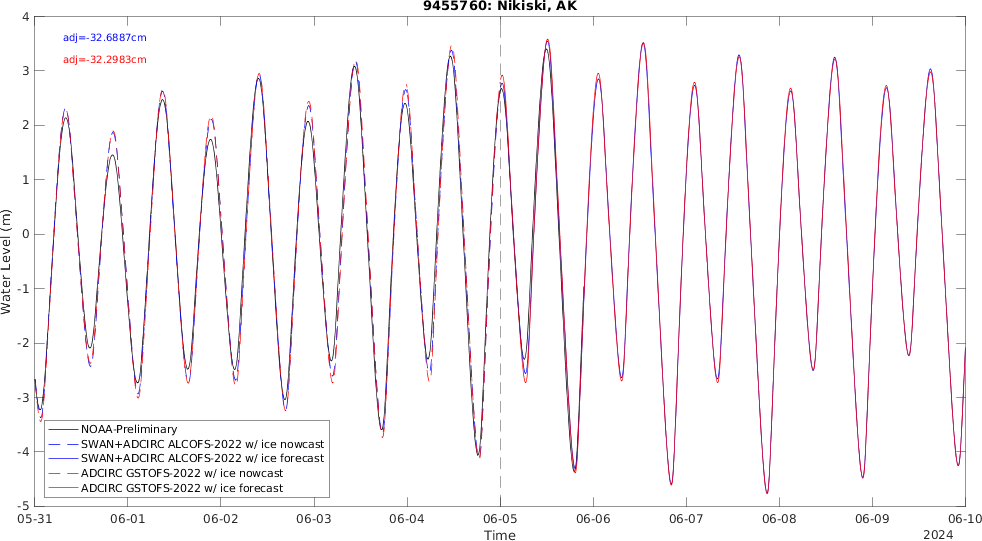 9455760: Nikiski, AK
adj=-32.6887cm
adj=-32.2983cm
4
3
2
1
0
-1
-2
-3
-4
-5
Water Level (m)
NOAA-Preliminary
SWAN+ADCIRC ALCOFS-2022 w/ ice nowcast
SWAN+ADCIRC ALCOFS-2022 w/ ice forecast
ADCIRC GSTOFS-2022 w/ ice nowcast
ADCIRC GSTOFS-2022 w/ ice forecast
05-31 06-01 06-02 06-03 06-04 06-05 06-06 06-07 06-08 06-09 06-10
Time
2024